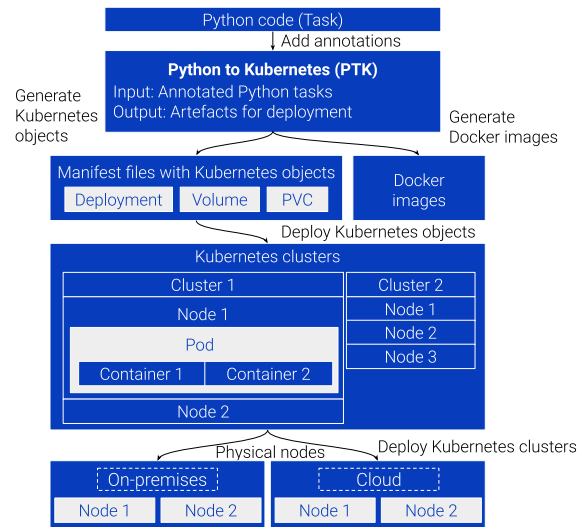 Python code (Task)
Add annotations
Python to Kubernetes (PTK)
Input: Annotated Python tasks
Output: Artefacts for deployment
Generate
Kubernetes
objects
Generate
Docker images
Manifest files with Kubernetes objects
Deployment
Volume
PVC
Docker
images
Deploy Kubernetes objects
Kubernetes clusters
Cluster 1
Node 1
Pod
Container 1
Container 2
Node 2
Cluster 2
Node 1
Node 2
Node 3
Physical nodes
Deploy Kubernetes clusters
On-premises
Node 1
Node 2
Cloud
Node 1
Node 2